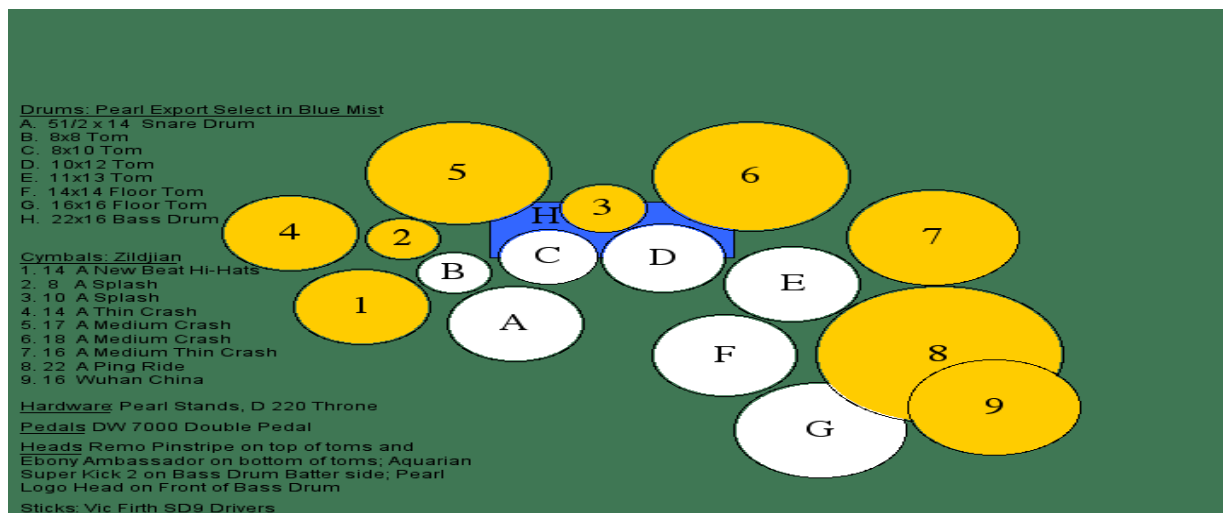 Drums: Pearl Export Select in Blue Mist
A. 51/2 x 14 Snare Drum
B. 8x8 Tom
C. 8x10 Tom
D. 10x12 Tom
E. 11x13 Tom
F. 14x14 Floor Tom
G. 16x16 Floor Tom
H. 22x16 Bass Drum
Cymbals: Zildjian
1. 14 A New Beat Hi-Hats
2. 8 A Splash
3. 10 A Splash
4. 14 A Thin Crash
5. 17 A Medium Crash
6. 18 A Medium Crash
7. 16 A Medium Thin Crash
8. 22 A Ping Ride
9. 16 Wuhan China
Hardware: Pearl Stands, D 220 Throne
Pedals DW 7000 Double Pedal
Heads Remo Pinstripe on top of toms and
Ebony Ambassador on bottom of toms; Aquarian
Super Kick 2 on Bass Drum Batter side; Pearl
Logo Head on Front of Bass Drum
Sticks: Vic Firth SD9 Drivers
5
6
3
H
4
2
7
C
D
B
E
1
A
F
8
9
G